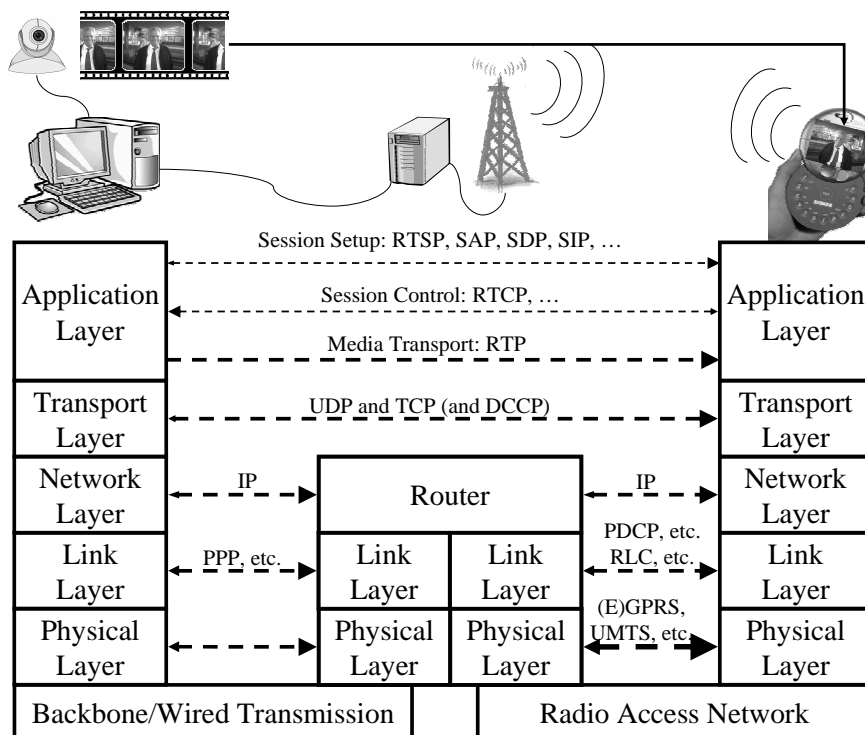 Session Setup: RTSP, SAP, SDP, SIP, …
Application
Layer
Session Control: RTCP, …
Application
Layer
Media Transport: RTP
Transport
Layer
UDP and TCP (and DCCP)
Transport
Layer
Network
Layer
IP
Router
IP
Network
Layer
Link
Layer
PPP, etc.
Link
Layer
Link
Layer
PDCP, etc.
RLC, etc.
Link
Layer
Physical
Layer
Physical
Layer
Physical
Layer
(E)GPRS,
UMTS, etc.
Physical
Layer
Backbone/Wired Transmission
Radio Access Network